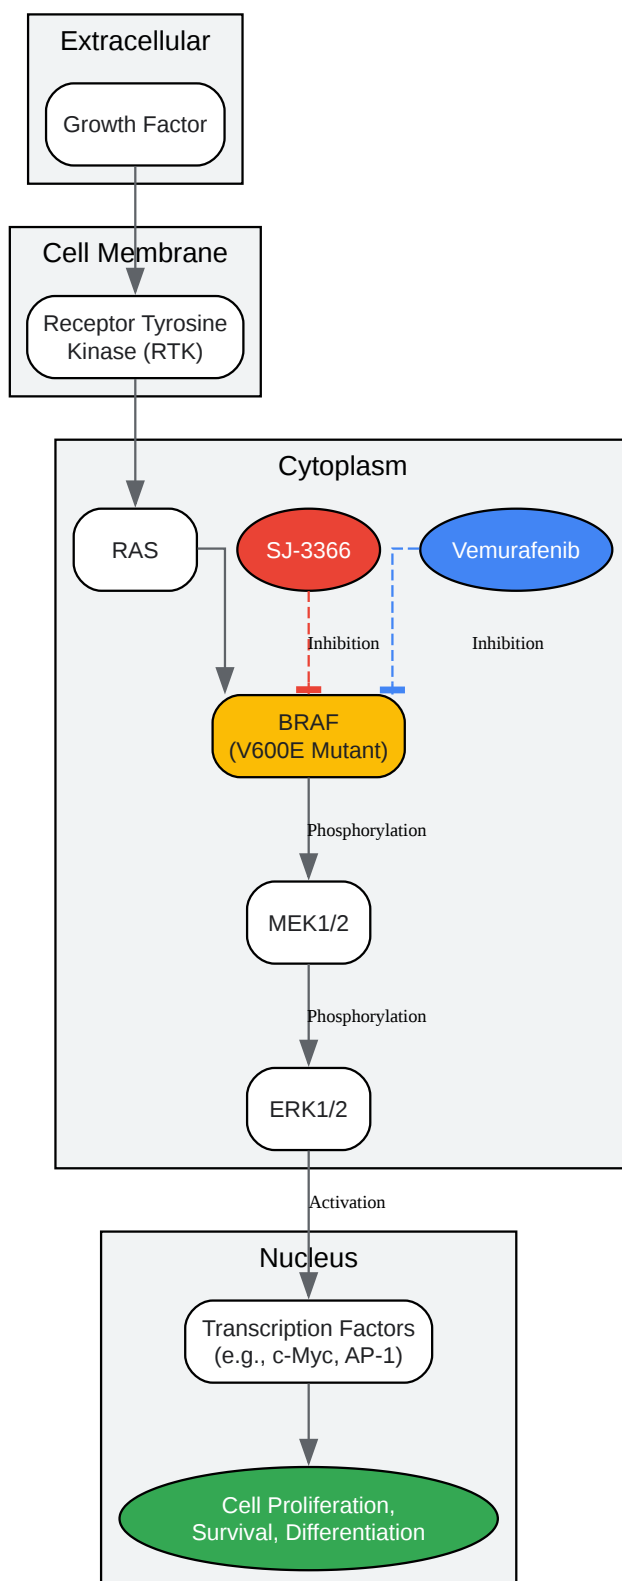 Extracellular
Growth Factor
Cell Membrane
Receptor Tyrosine
Kinase (RTK)
Cytoplasm
RAS
SJ-3366
Vemurafenib
Inhibition
Inhibition
BRAF
(V600E Mutant)
Phosphorylation
MEK1/2
Phosphorylation
ERK1/2
Activation
Nucleus
Transcription Factors
(e.g., c-Myc, AP-1)
Cell Proliferation,
Survival, Differentiation